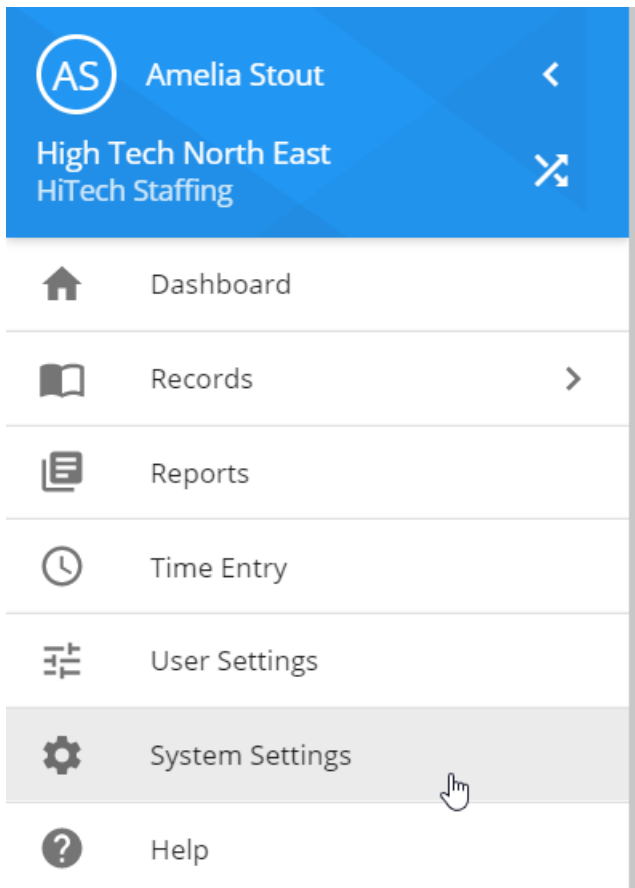 AS
Amelia Stout
High Tech North East
HiTech Staffing
Dashboard
Records
Reports
Time Entry
User Settings
System Settings
Help